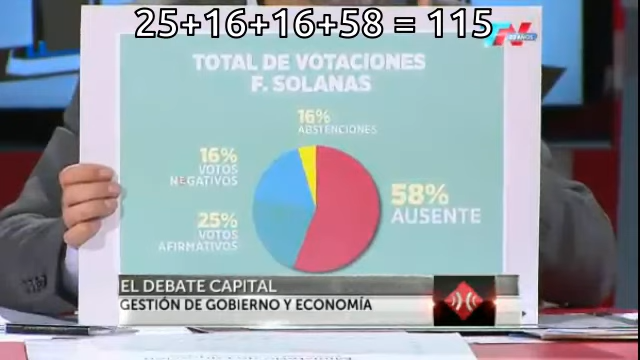 25+16+16+58 = 115
TN
TOTAL DE VOTACIONES
F. SOLANAS
16%
ABSTENCIONES
16%
VOTOS
NEGATIVOS
58%
AUSENTE
25%
VOTOS
AFIRMATIVOS
EL DEBATE CAPITAL
GESTIÓN DE GOBIERNO Y ECONOMÍA